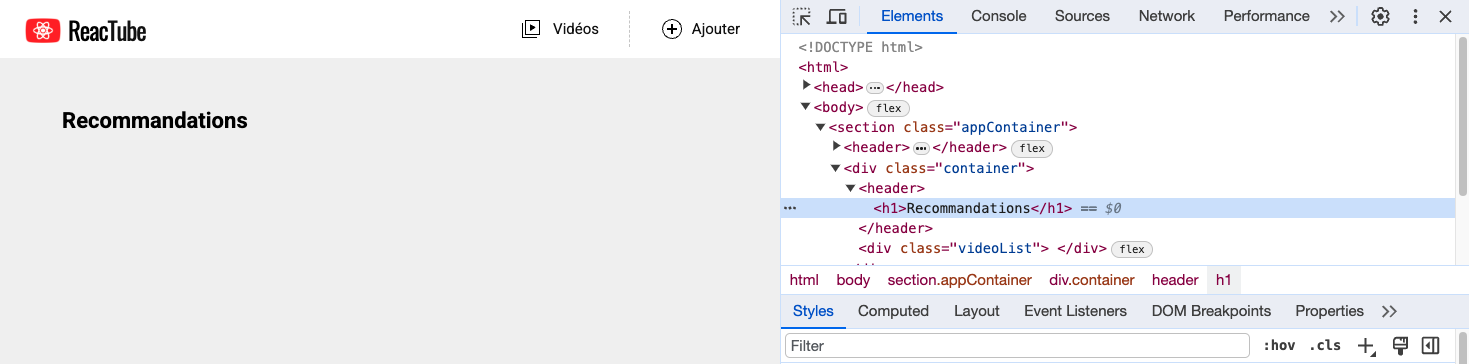 ReacTube
Vidéos
Ajouter
Recommandations
Elements Console Sources Network Performance
<!DOCTYPE html>
<html>
<head> ••• </head>
<body> flex
<section class="appContainer">
<header> ••• </header> flex
<div class="container">
<header>
••• <h1>Recommandations</h1> == $0
</header>
<div class="videoList"> </div> flex
html body section.appContainer div.container header h1
Styles Computed Layout Event Listeners DOM Breakpoints Properties
Filter :hov .cls